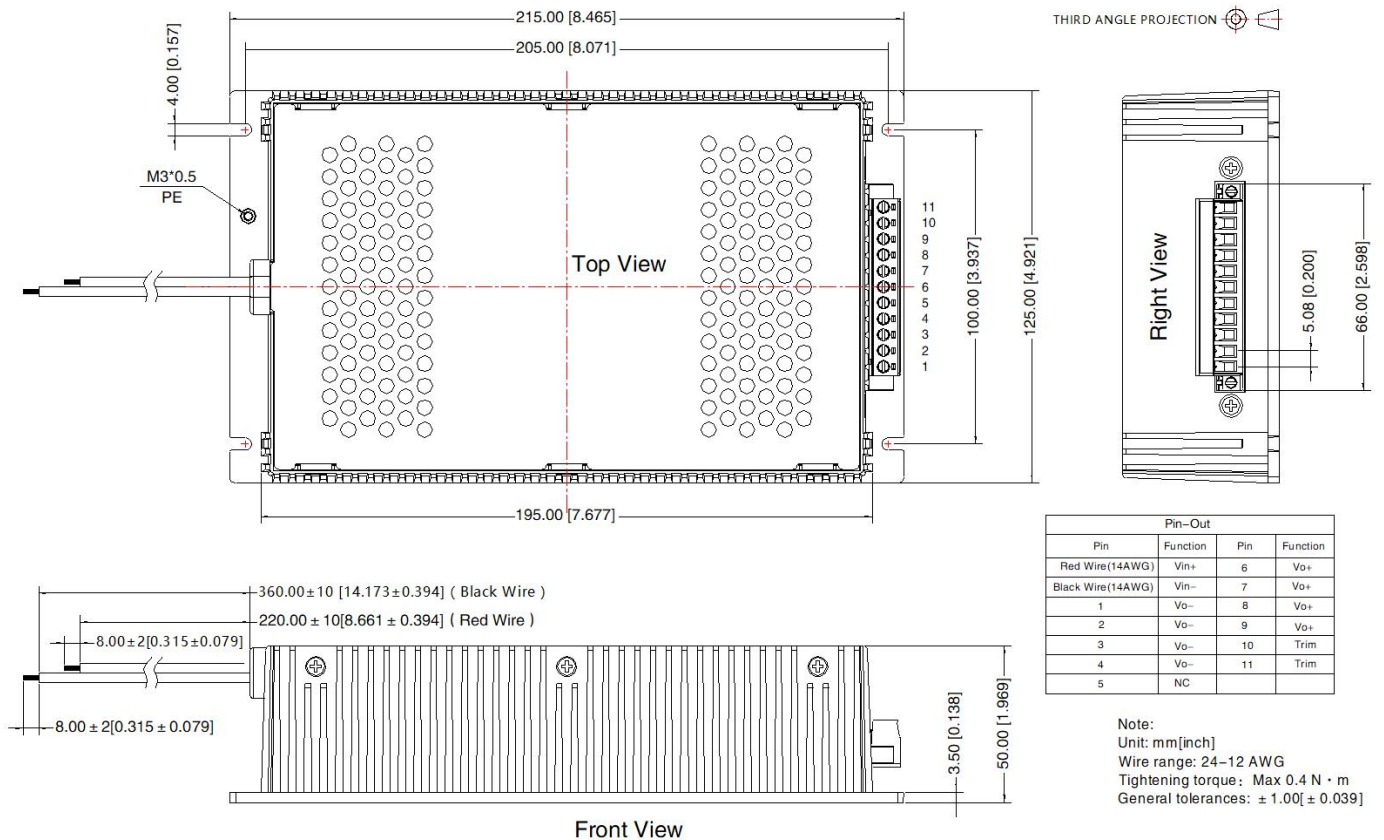 215.00 [8.465]
THIRD ANGLE PROJECTION
205.00 [8.071]
4.00 [0.157]
M3*0.5
PE
Top View
11
10
9
8
7
6
5
4
3
2
1
100.00 [3.937]
125.00 [4.921]
Right View
5.08 [0.200]
66.00 [2.598]
195.00 [7.677]
Pin-Out
Pin Function Pin Function
Red Wire(14AWG) Vin+ 6 Vo+
Black Wire(14AWG) Vin- 7 Vo+
1 Vo- 8 Vo+
2 Vo- 9 Vo+
3 Vo- 10 Trim
4 Vo- 11 Trim
5 NC
360.00±10 [14.173±0.394] ( Black Wire )
220.00 ± 10[8.661 ± 0.394] ( Red Wire )
8.00±2[0.315±0.079]
8.00 ± 2[0.315 ± 0.079]
3.50 [0.138]
50.00 [1.969]
Front View
Note:
Unit: mm[inch]
Wire range: 24-12 AWG
Tightening torque: Max 0.4 N · m
General tolerances: ± 1.00[ ± 0.039]